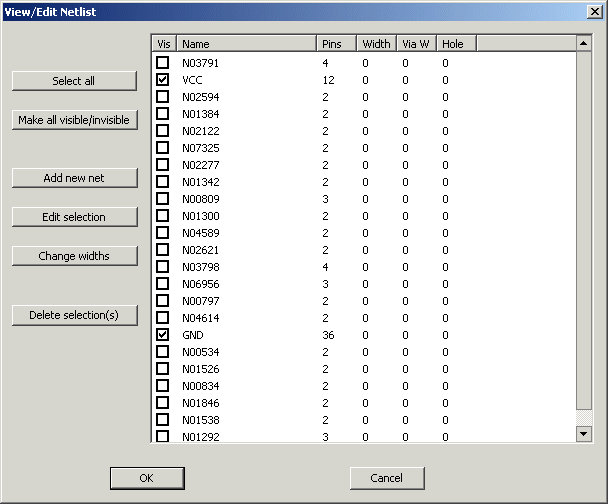 View/Edit Netlist
Select all
Make all visible/invisible
Add new net
Edit selection
Change widths
Delete selection(s)
Vis Name Pins Width Via W Hole
N03791 4 0 0 0
VCC 12 0 0 0
N02594 2 0 0 0
N01384 2 0 0 0
N02122 2 0 0 0
N07325 2 0 0 0
N02277 2 0 0 0
N01342 2 0 0 0
N00809 3 0 0 0
N01300 2 0 0 0
N04589 2 0 0 0
N02621 2 0 0 0
N03798 4 0 0 0
N06956 3 0 0 0
N00797 2 0 0 0
N04614 2 0 0 0
GND 36 0 0 0
N00534 2 0 0 0
N01526 2 0 0 0
N00834 2 0 0 0
N01846 2 0 0 0
N01538 2 0 0 0
N01292 3 0 0 0
OK Cancel